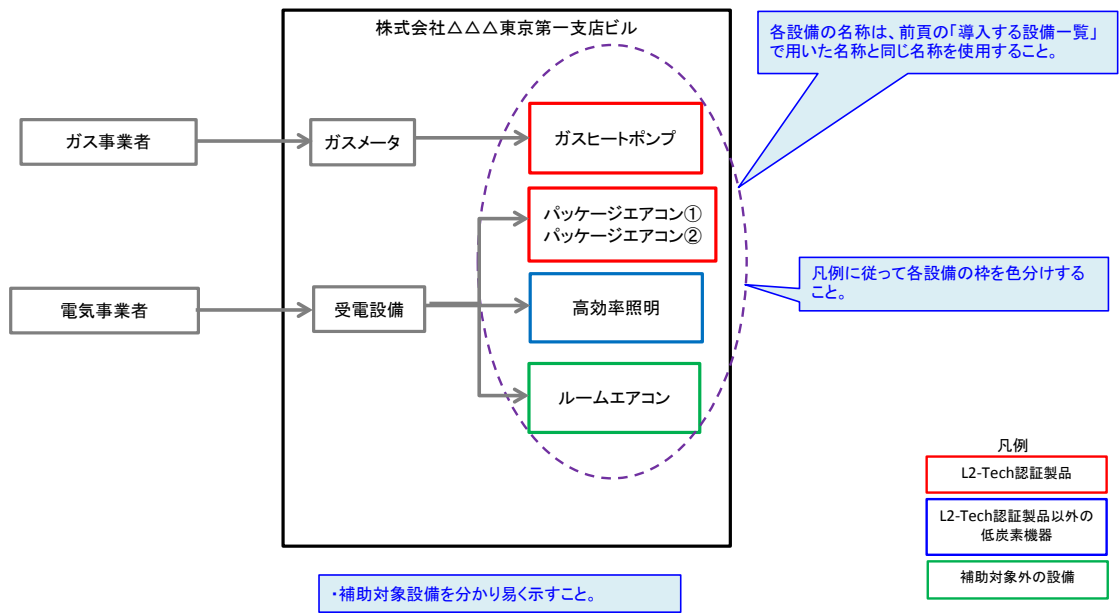 株式会社△△△東京第一支店ビル
各設備の名称は、前頁の「導入する設備一覧」
で用いた名称と同じ名称を使用すること。
ガス事業者
ガスメータ
ガスヒートポンプ
パッケージエアコン①
パッケージエアコン②
凡例に従って各設備の枠を色分けする
こと。
電気事業者
受電設備
高効率照明
ルームエアコン
凡例
L2-Tech認証製品
L2-Tech認証製品以外の
低炭素機器
補助対象外の設備
・補助対象設備を分かり易く示すこと。